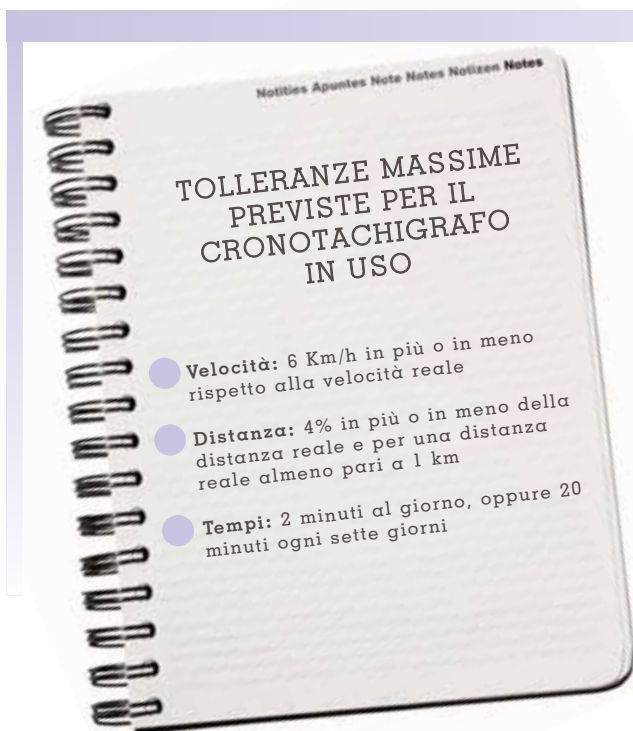 Notities Apuntes Note Notes Notizen Notes
TOLLERANZE MASSIME
PREVISTE PER IL
CRONOTACHIGRAFO
IN USO
Velocità: 6 Km/h in più o in meno
rispetto alla velocità reale
Distanza: 4% in più o in meno della
distanza reale e per una distanza
reale almeno pari a 1 km
Tempi: 2 minuti al giorno, oppure 20
minuti ogni sette giorni